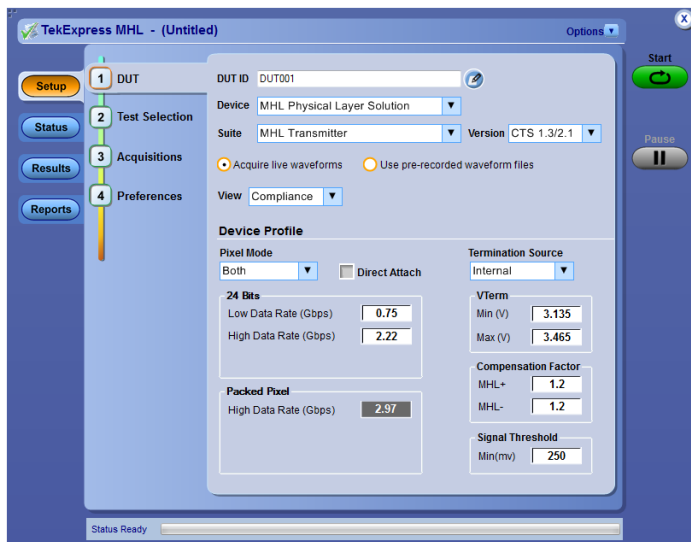 TekExpress MHL - (Untitled)
Options
x
Start
Pause
Setup
Status
Results
Reports
1 DUT
2 Test Selection
3 Acquisitions
4 Preferences
DUT ID DUT001
Device MHL Physical Layer Solution
Suite MHL Transmitter Version CTS 1.3/2.1
Acquire live waveforms Use pre-recorded waveform files
View Compliance
Device Profile
Pixel Mode
Both Direct Attach
24 Bits
Low Data Rate (Gbps) 0.75
High Data Rate (Gbps) 2.22
Packed Pixel
High Data Rate (Gbps) 2.97
Termination Source
Internal
VTerm
Min (V) 3.135
Max (V) 3.465
Compensation Factor
MHL+ 1.2
MHL- 1.2
Signal Threshold
Min(mv) 250
Status Ready